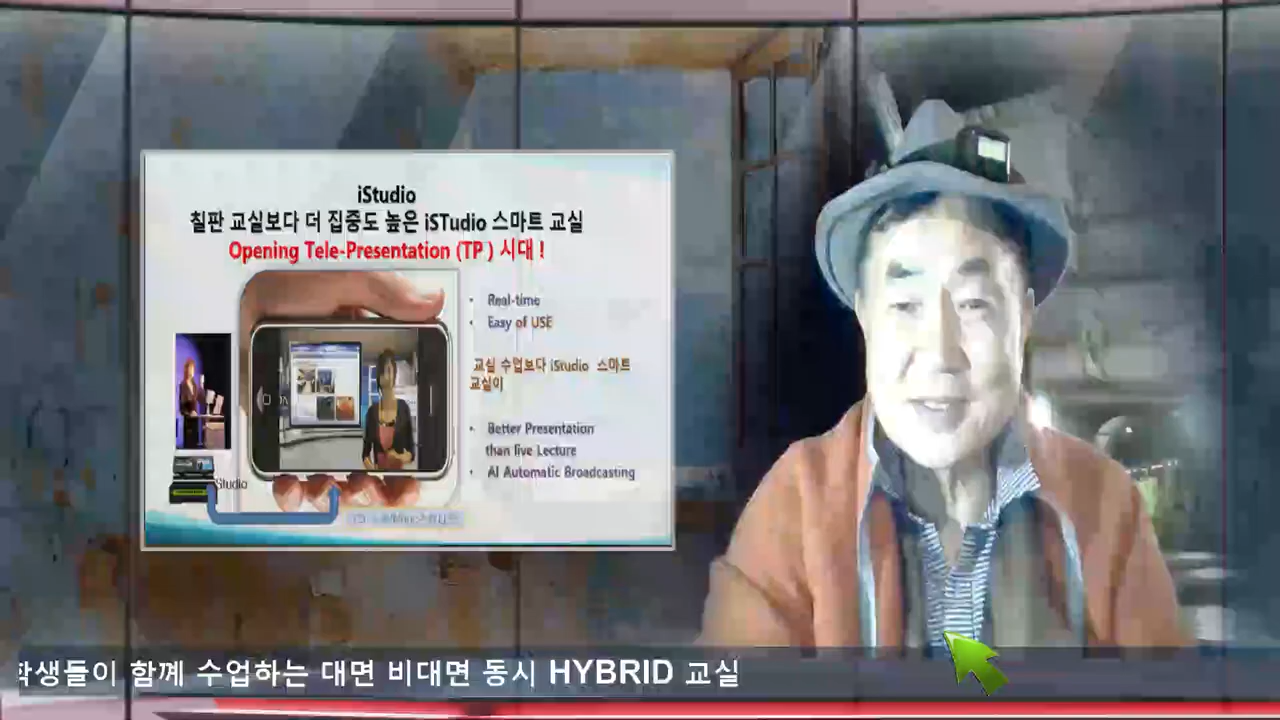 iStudio
칠판 교실보다 더 집중도 높은 iSTudio 스마트 교실
Opening Tele-Presentation (TP ) 시대 !
• Real-time
• Easy of USE
교실 수업보다 iStudio 스마트
교실이
• Better Presentation
than live Lecture
• AI Automatic Broadcasting
Studio
학생들이 함꼐 수업하는 대면 비대면 동시 HYBRID 교실